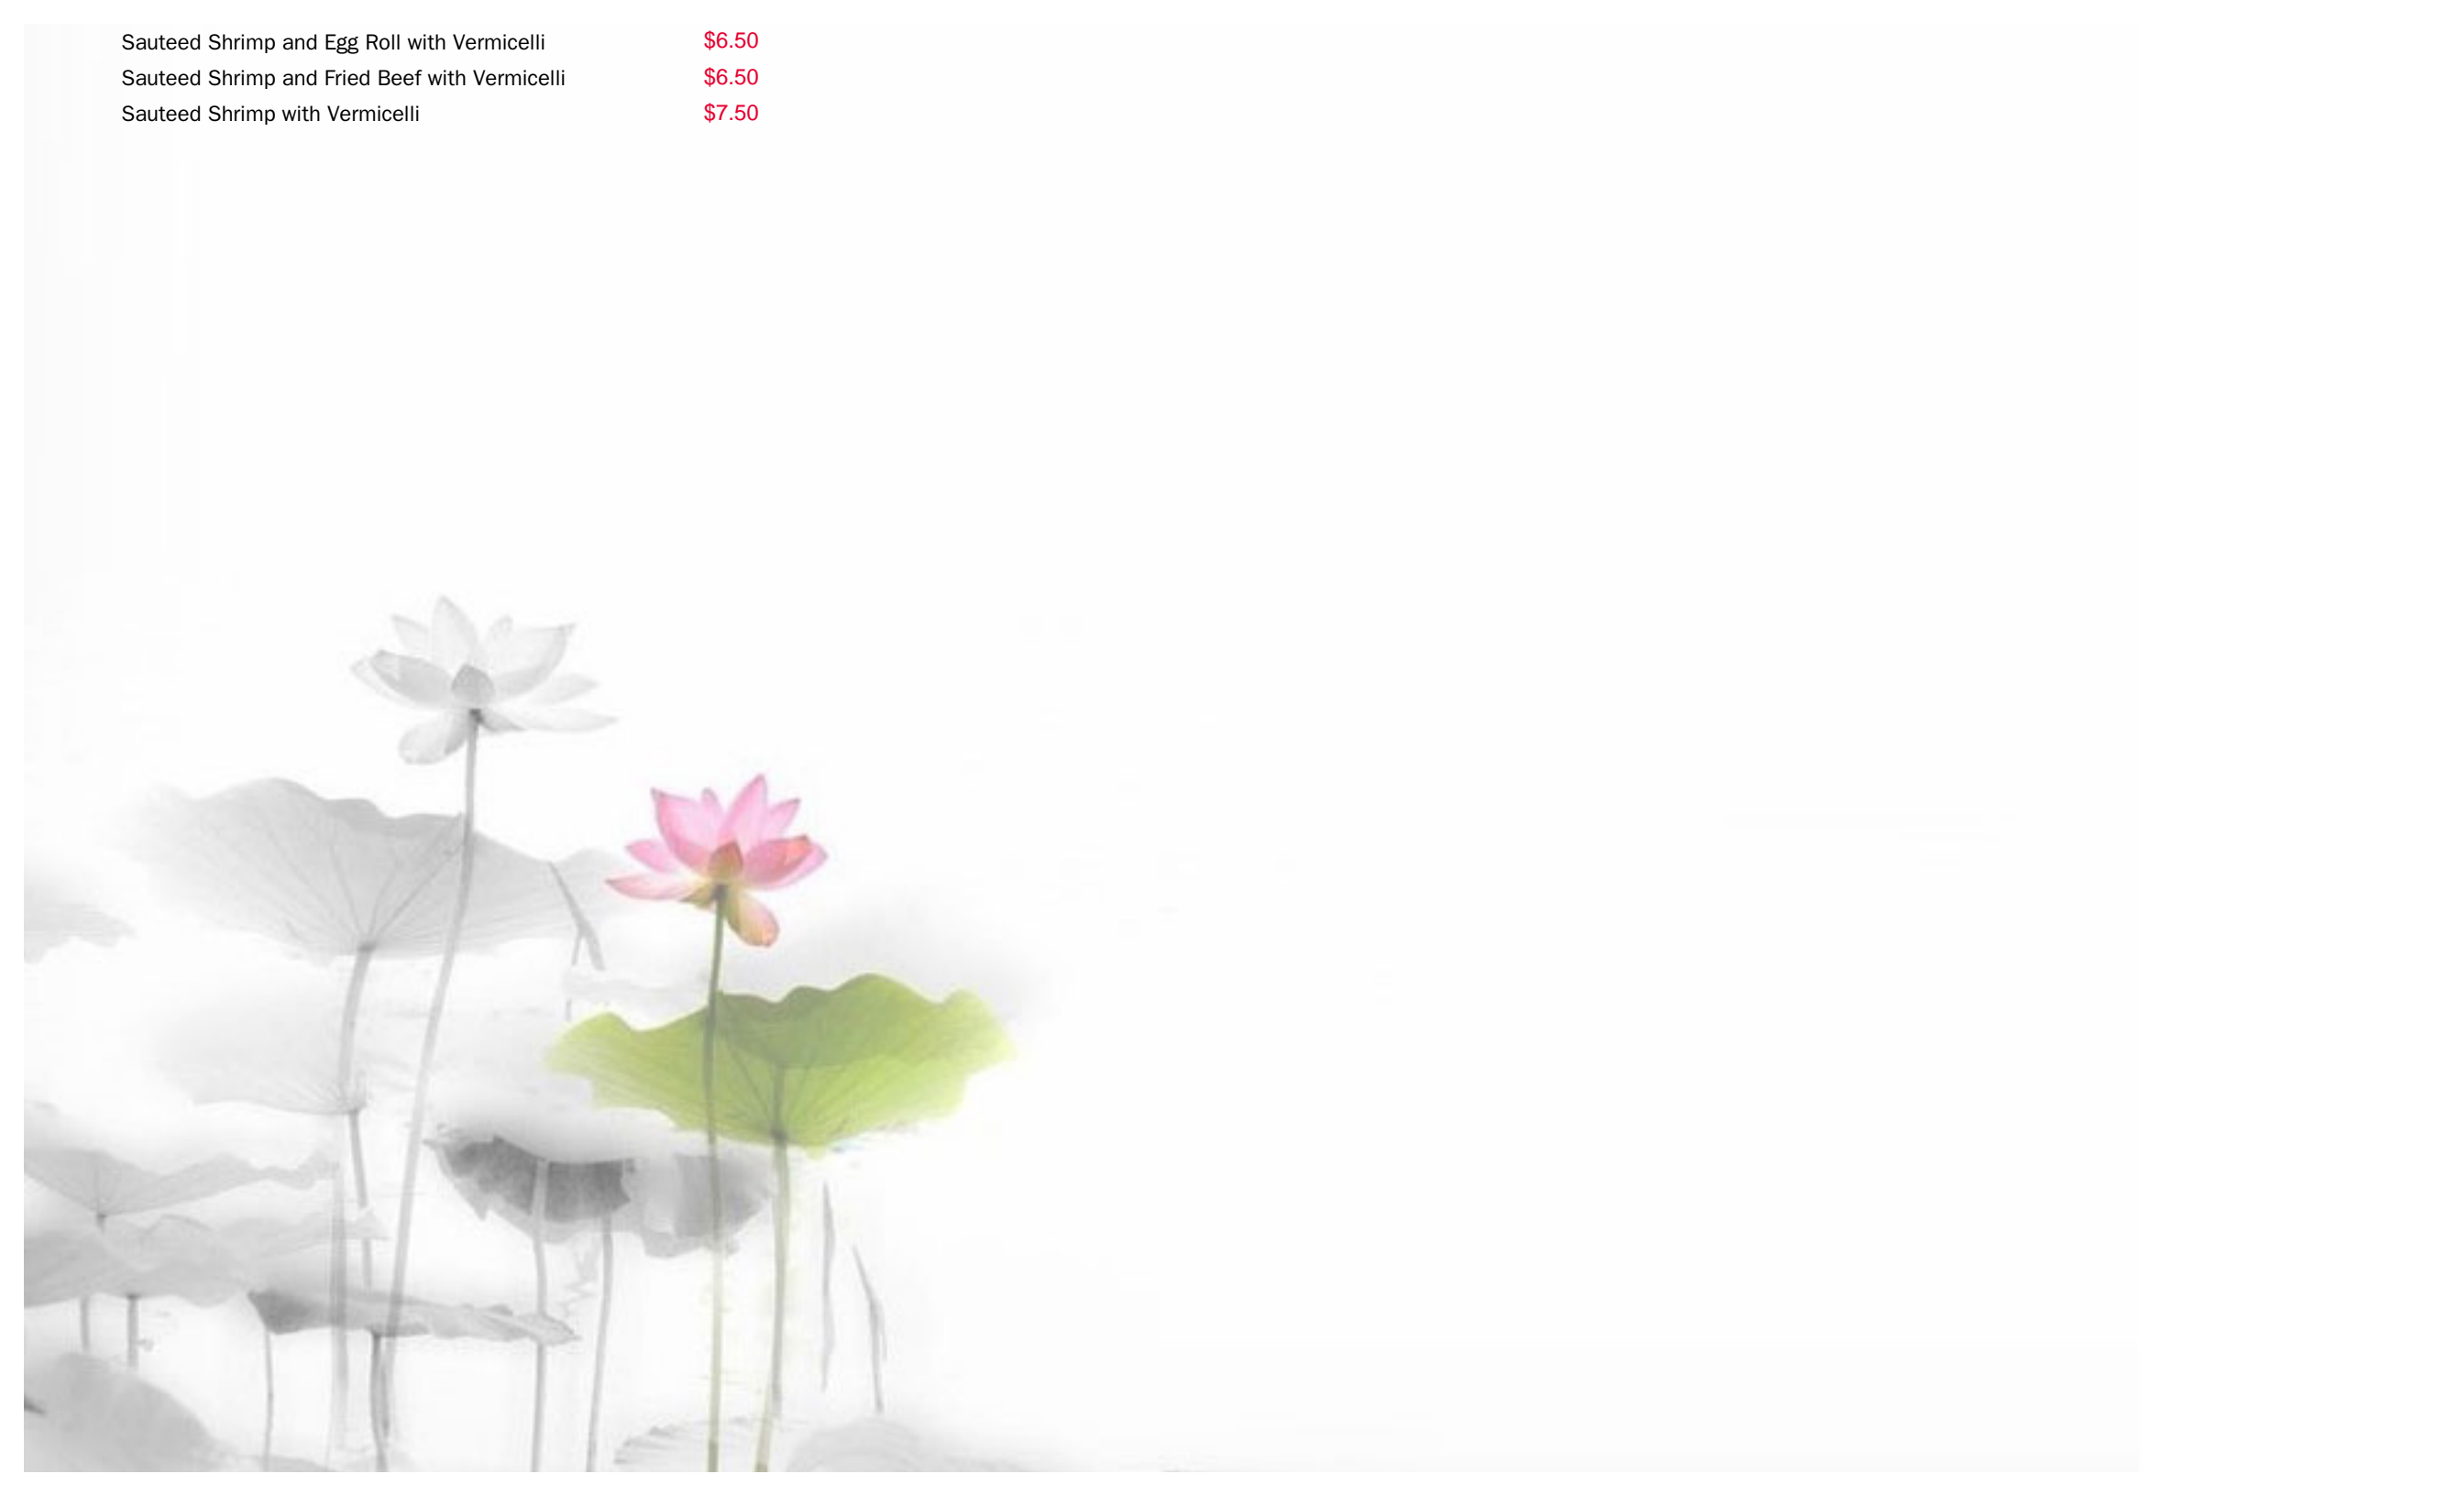 Sauteed Shrimp and Egg Roll with Vermicelli $6.50
Sauteed Shrimp and Fried Beef with Vermicelli $6.50
Sauteed Shrimp with Vermicelli $7.50